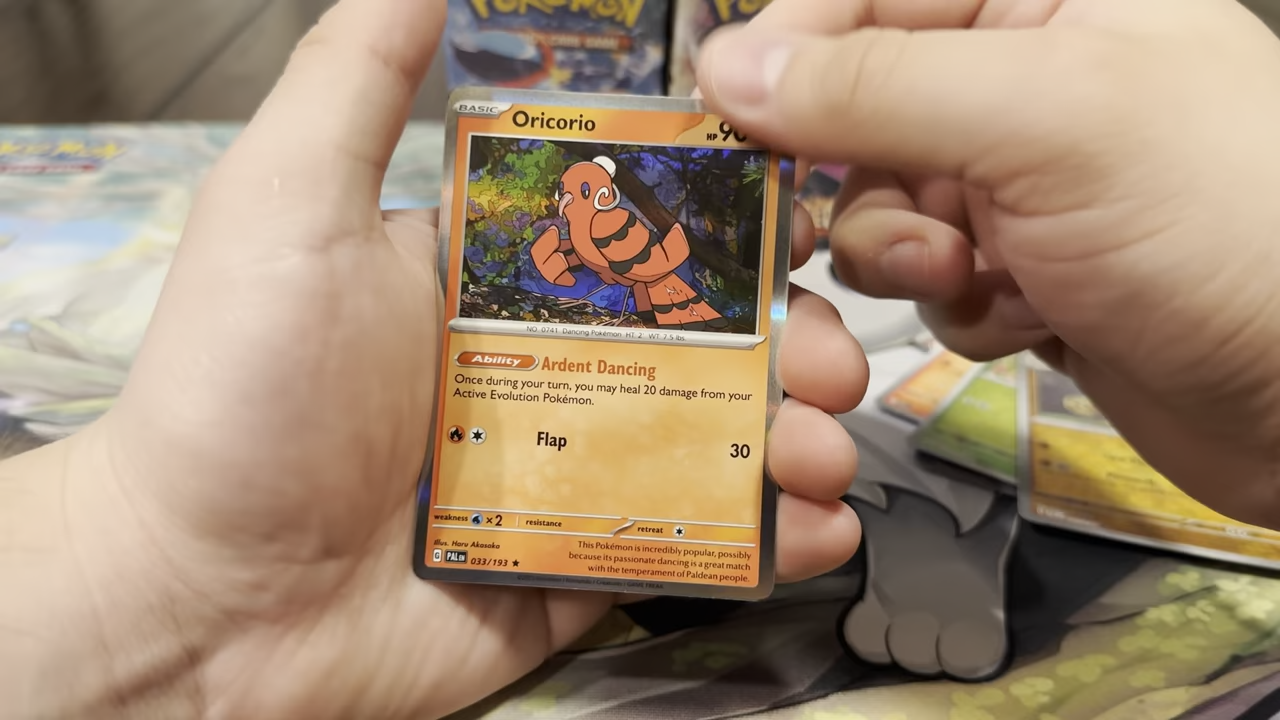 POKÉMON
BASIC
Oricorio
HP 90
NO. 0741 Dancing Pokémon HT: 2' WT: 7.5 lbs.
Ability Ardent Dancing
Once during your turn, you may heal 20 damage from your
Active Evolution Pokémon.
Flap 30
weakness ×2 resistance retreat
Illus. Haru Akasaka
G PAL EN 033/193 ★
This Pokémon is incredibly popular, possibly
because its passionate dancing is a great match
with the temperament of Paldean people.